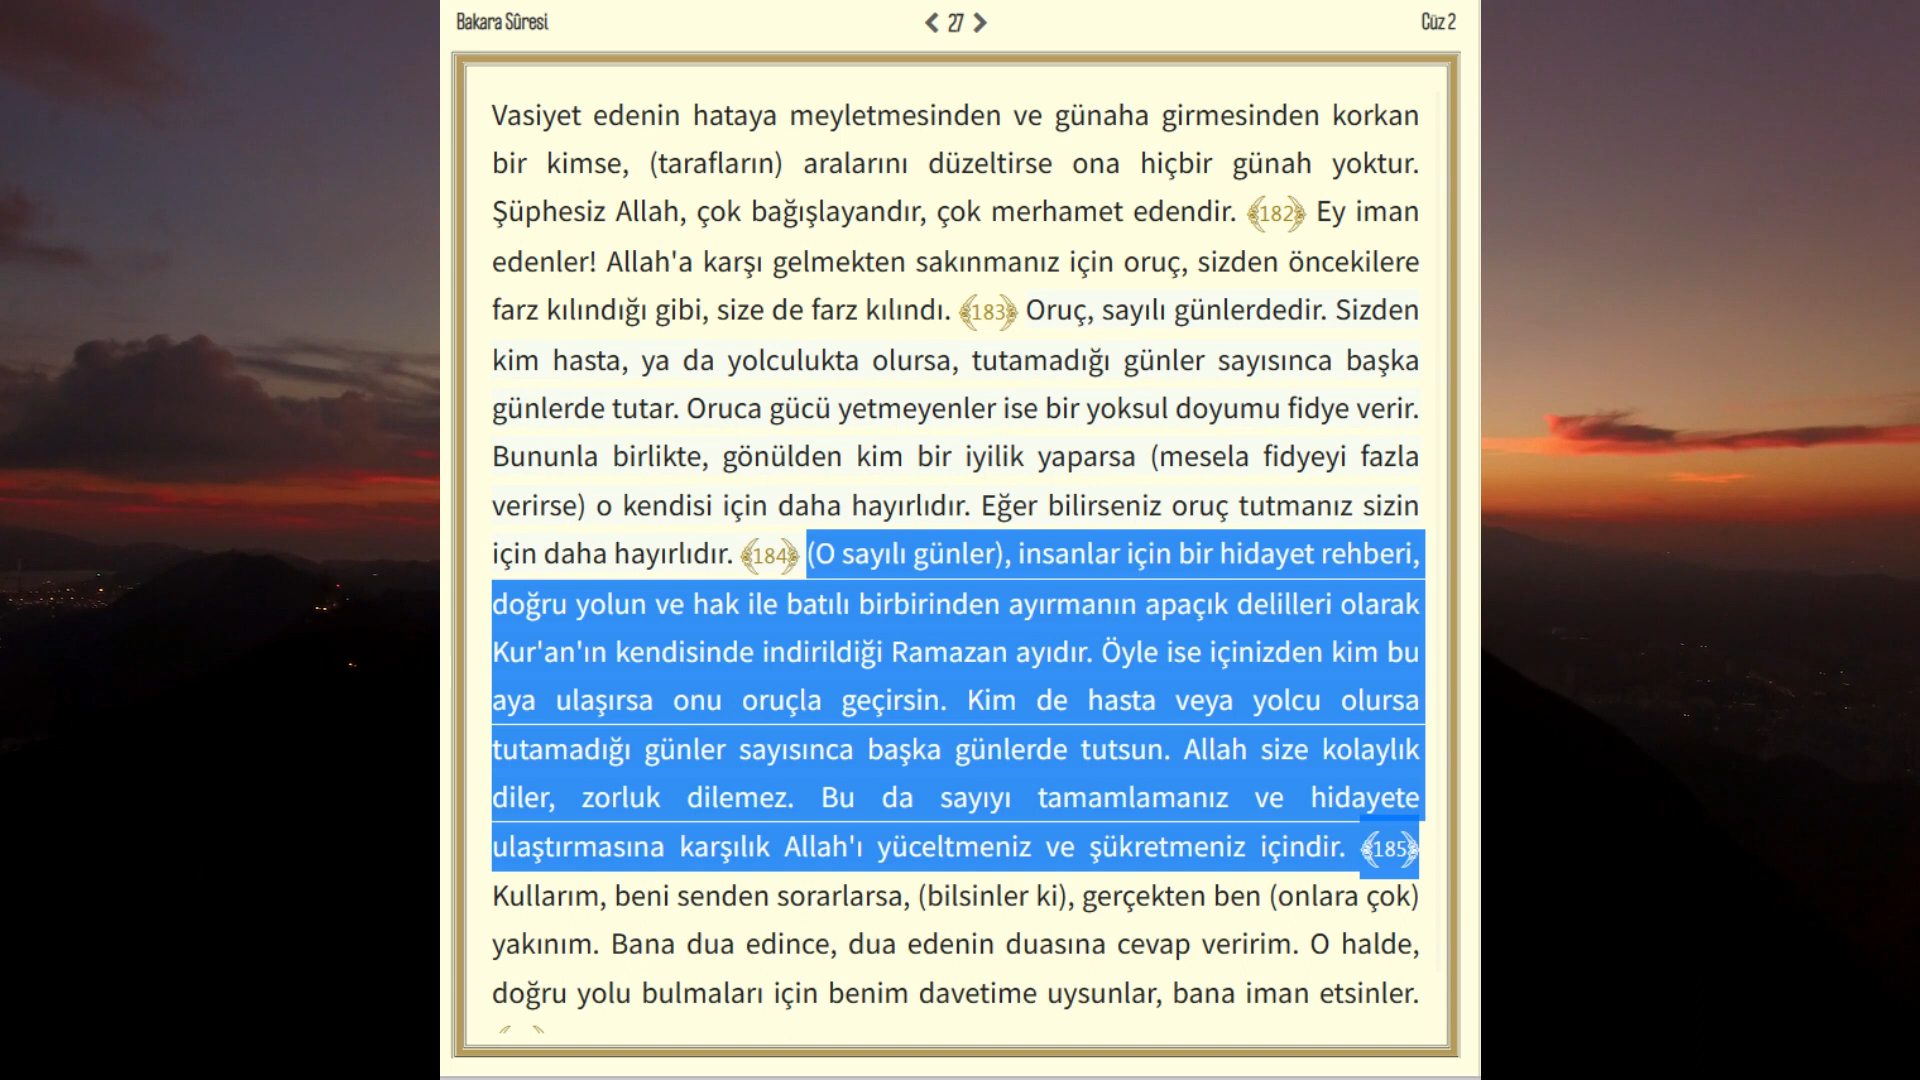 Bakara Sûresi
27
Cüz 2
Vasiyet edenin hataya meyletmesinden ve günaha girmesinden korkan
bir kimse, (tarafların) aralarını düzeltirse ona hiçbir günah yoktur.
Şüphesiz Allah, çok bağışlayandır, çok merhamet edendir. ﴾182﴿ Ey iman
edenler! Allah'a karşı gelmekten sakınmanız için oruç, sizden öncekilere
farz kılındığı gibi, size de farz kılındı. ﴾183﴿ Oruç, sayılı günlerdedir. Sizden
kim hasta, ya da yolculukta olursa, tutamadığı günler sayısınca başka
günlerde tutar. Oruca gücü yetmeyenler ise bir yoksul doyumu fidye verir.
Bununla birlikte, gönülden kim bir iyilik yaparsa (mesela fidyeyi fazla
verirse) o kendisi için daha hayırlıdır. Eğer bilirseniz oruç tutmanız sizin
için daha hayırlıdır. ﴾184﴿ (O sayılı günler), insanlar için bir hidayet rehberi,
doğru yolun ve hak ile batılı birbirinden ayırmanın apaçık delilleri olarak
Kur'an'ın kendisinde indirildiği Ramazan ayıdır. Öyle ise içinizden kim bu
aya ulaşırsa onu oruçla geçirsin. Kim de hasta veya yolcu olursa
tutamadığı günler sayısınca başka günlerde tutsun. Allah size kolaylık
diler, zorluk dilemez. Bu da sayıyı tamamlamanız ve hidayete
ulaştırmasına karşılık Allah'ı yüceltmeniz ve şükretmeniz içindir. ﴾185﴿
Kullarım, beni senden sorarlarsa, (bilsinler ki), gerçekten ben (onlara çok)
yakınım. Bana dua edince, dua edenin duasına cevap veririm. O halde,
doğru yolu bulmaları için benim davetime uysunlar, bana iman etsinler.